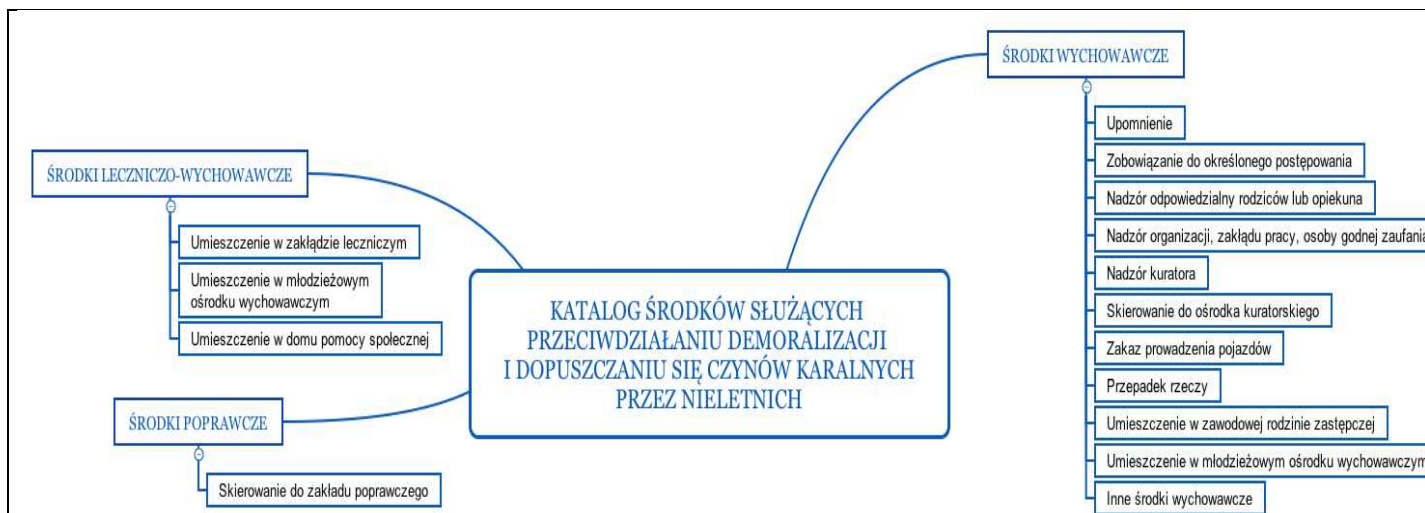 ŚRODKI WYCHOWAWCZE
Upomnienie
Zobowiązanie do określonego postępowania
Nadzór odpowiedzialny rodziców lub opiekuna
Nadzór organizacji, zakłądu pracy, osoby godnej zaufania
Nadzór kuratora
Skierowanie do ośrodka kuratorskiego
Zakaz prowadzenia pojazdów
Przepadek rzeczy
Umieszczenie w zawodowej rodzinie zastępczej
Umieszczenie w młodzieżowym ośrodku wychowawczym
Inne środki wychowawcze
ŚRODKI LECZNICZO-WYCHOWAWCZE
Umieszczenie w zakłądzie leczniczym
Umieszczenie w młodzieżowym
ośrodku wychowawczym
Umieszczenie w domu pomocy społecznej
KATALOG ŚRODKÓW SŁUŻĄCYCH
PRZECIWDZIAŁANIU DEMORALIZACJI
I DOPUSZCZANIU SIĘ CZYNÓW KARALNYCH
PRZEZ NIELETNICH
ŚRODKI POPRAWCZE
Skierowanie do zakładu poprawczego